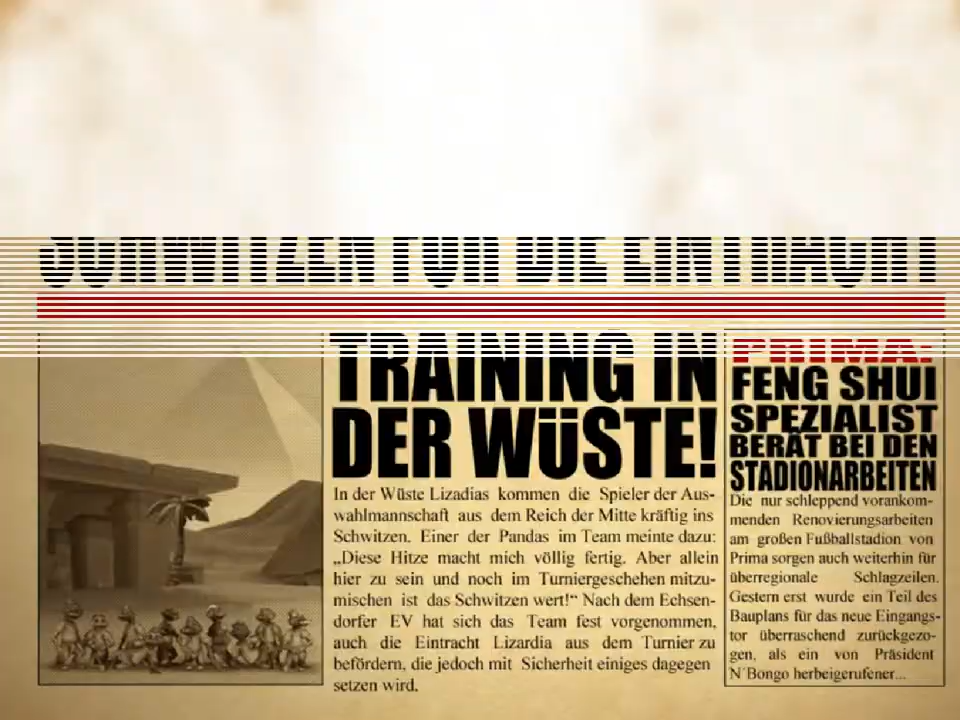 SCHWITZEN FÜR DIE EINTRACHT
TRAINING IN
DER WÜSTE!
In der Wüste Lizadias kommen die Spieler der Aus-
wahlmannschaft aus dem Reich der Mitte kräftig ins
Schwitzen. Einer der Pandas im Team meinte dazu:
„Diese Hitze macht mich völlig fertig. Aber allein
hier zu sein und noch im Turniergeschehen mitzu-
mischen ist das Schwitzen wert!“ Nach dem Echsen-
dorfer EV hat sich das Team fest vorgenommen,
auch die Eintracht Lizardia aus dem Turnier zu
befördern, die jedoch mit Sicherheit einiges dagegen
setzen wird.
PRIMA:
FENG SHUI
SPEZIALIST
BERÄT BEI DEN
STADIONARBEITEN
Die nur schleppend vorankom-
menden Renovierungsarbeiten
am großen Fußballstadion von
Prima sorgen auch weiterhin für
überregionale Schlagzeilen.
Gestern erst wurde ein Teil des
Bauplans für das neue Eingangs-
tor überraschend zurückgezo-
gen, als ein von Präsident
N´Bongo herbeigerufener...